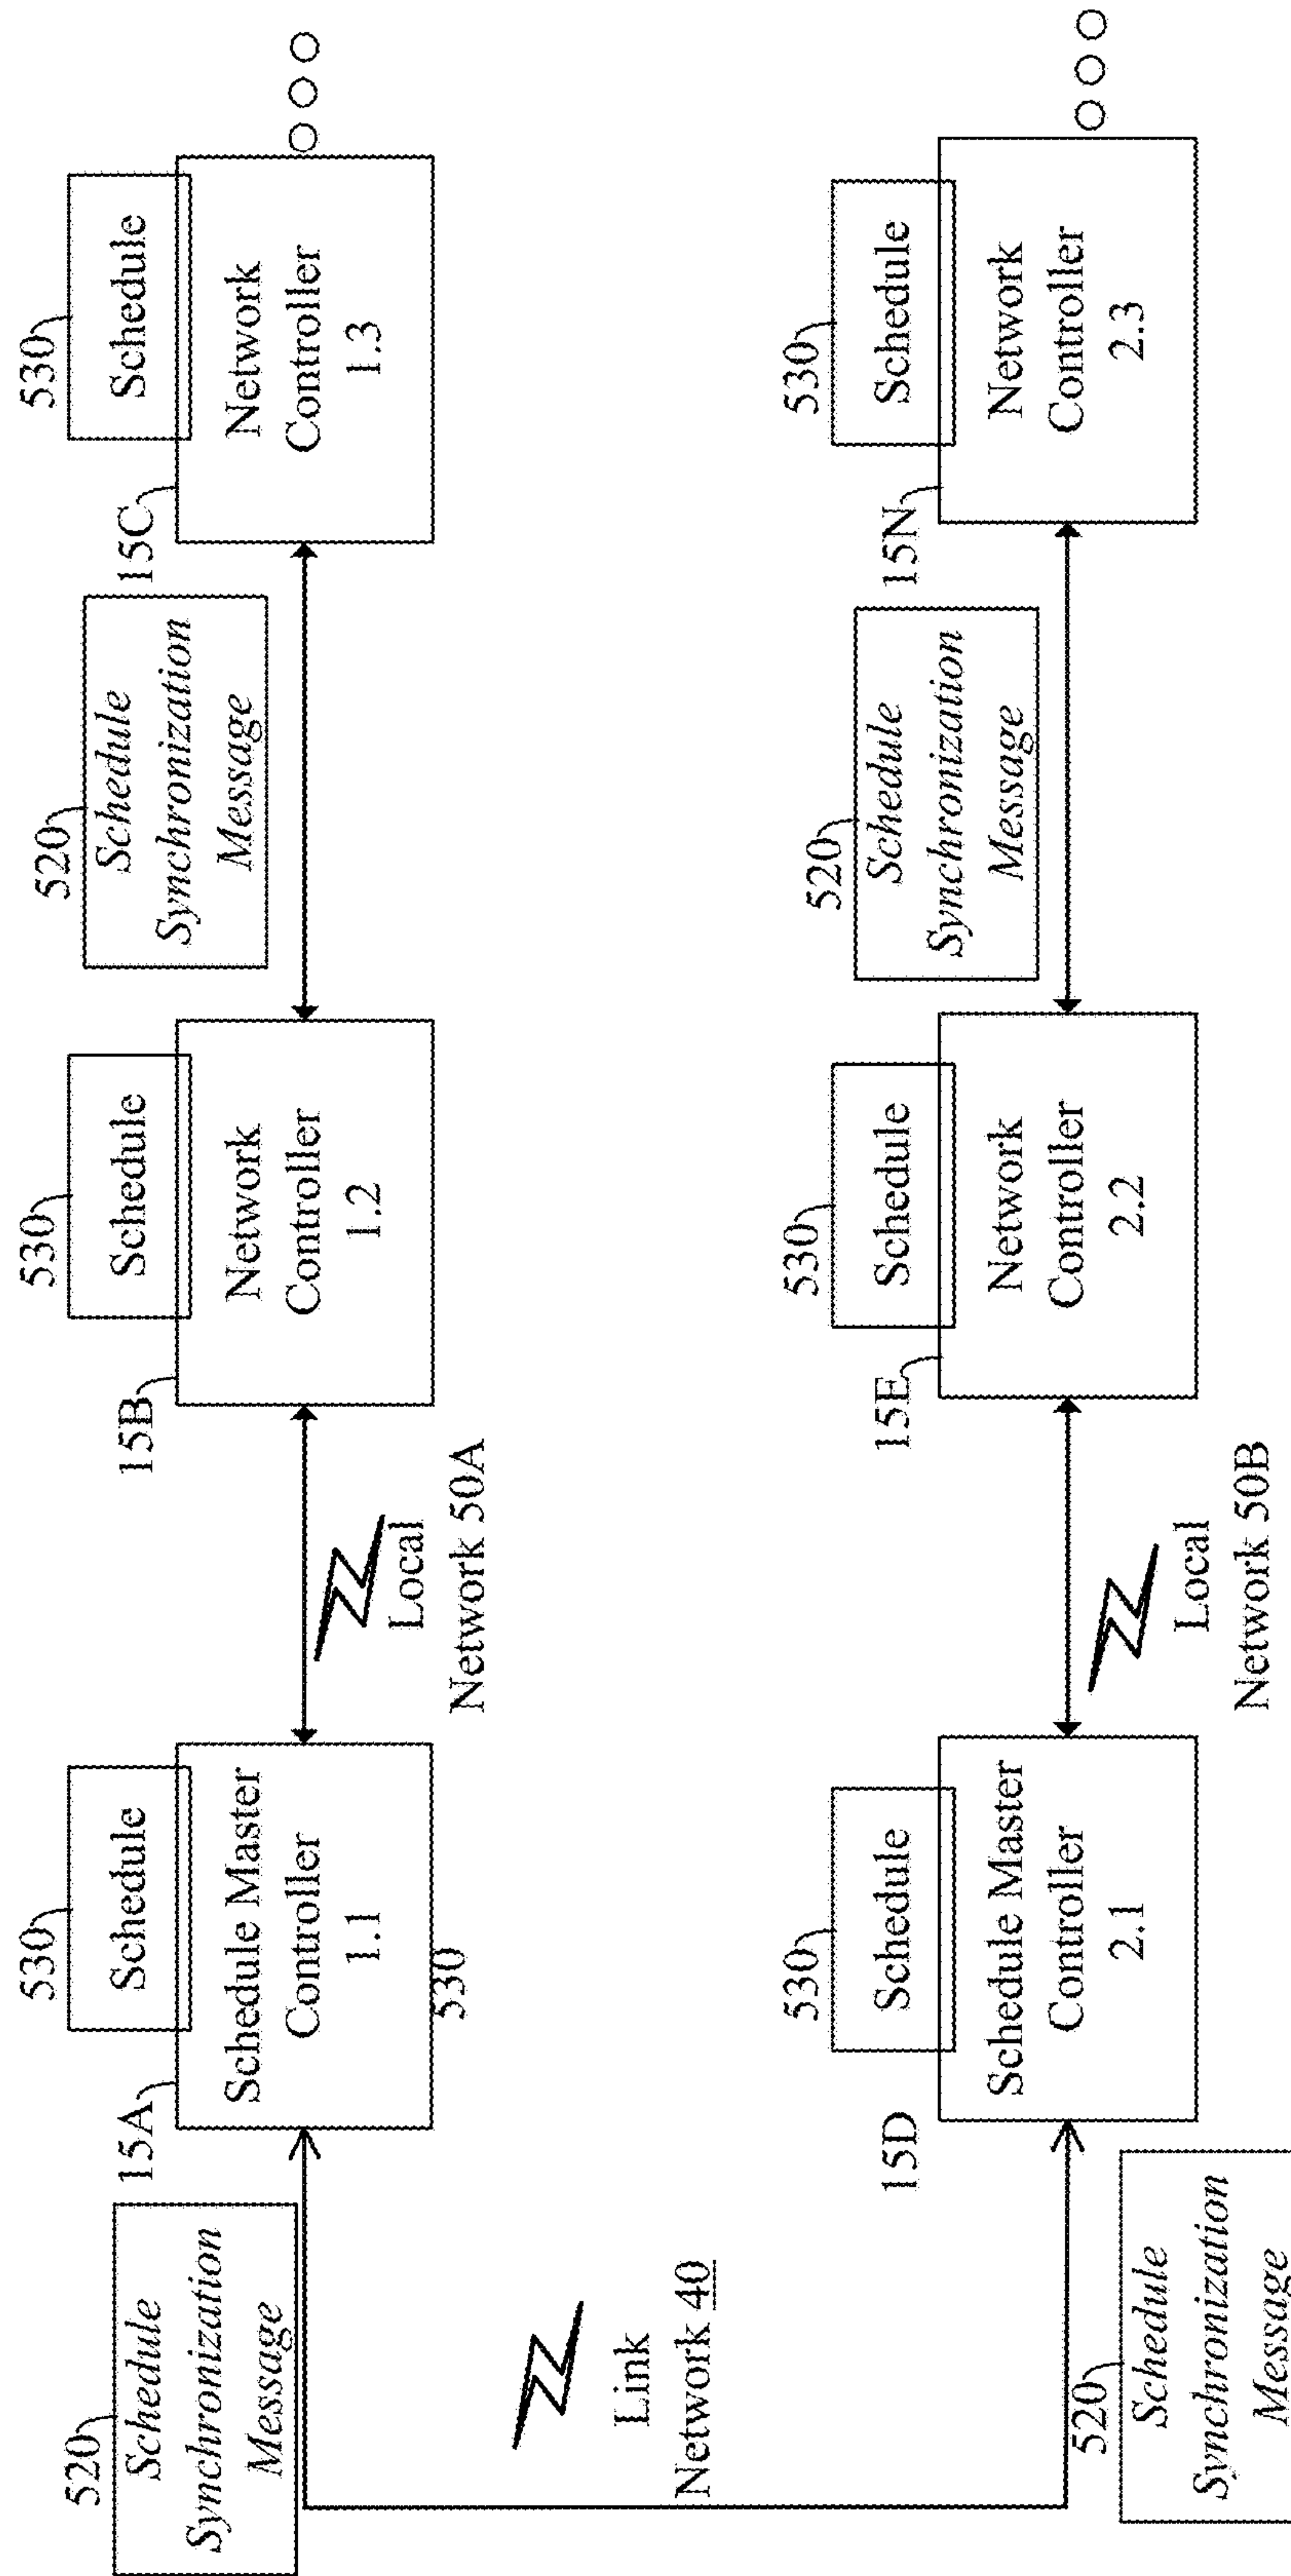 520
Schedule
Synchronization
Message
15A
530
Schedule
Schedule Master
Controller
1.1
530
Local
Network 50A
15B
530
Schedule
Network
Controller
1.2
520
Schedule
Synchronization
Message
15C
530
Schedule
Network
Controller
1.3
Link
Network 40
520
Schedule
Synchronization
Message
15D
530
Schedule
Schedule Master
Controller
2.1
Local
Network 50B
15E
530
Schedule
Network
Controller
2.2
520
Schedule
Synchronization
Message
15N
530
Schedule
Network
Controller
2.3